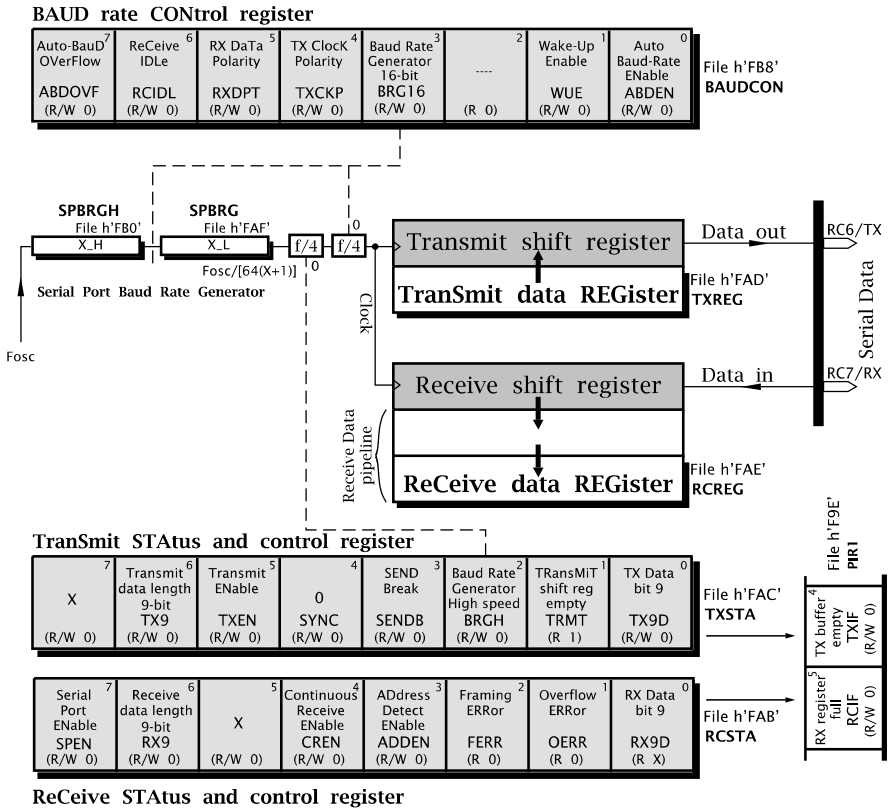 BAUD rate CONtrol register
Auto-BauD 7
OVerFlow
ABDOVF
(R/W 0)
ReCeive 6
IDLe
RCIDL
(R/W 0)
RX DaTa 5
Polarity
RXDPT
(R/W 0)
TX ClocK 4
Polarity
TXCKP
(R/W 0)
Baud Rate 3
Generator
16-bit
BRG16
(R/W 0)
2
----
(R 0)
Wake-Up 1
Enable
WUE
(R/W 0)
Auto 0
Baud-Rate
ENable
ABDEN
(R/W 0)
File h'FB8'
BAUDCON
SPBRGH
File h'FB0'
X_H
SPBRG
File h'FAF'
X_L
f/4
0
f/4
0
Fosc/[64(X+1)]
Serial Port Baud Rate Generator
Fosc
Clock
Transmit shift register
TranSmit data REGister
File h'FAD'
TXREG
Data out
RC6/TX
Serial Data
Receive shift register
Data in
RC7/RX
Receive Data
pipeline
ReCeive data REGister
File h'FAE'
RCREG
TranSmit STAtus and control register
7
X
(R/W 0)
Transmit 6
data length
9-bit
TX9
(R/W 0)
Transmit 5
ENable
TXEN
(R/W 0)
4
0
SYNC
(R/W 0)
SEND 3
Break
SENDB
(R/W 0)
Baud Rate 2
Generator
High speed
BRGH
(R/W 0)
TRansMiT 1
shift reg
empty
TRMT
(R 1)
TX Data 0
bit 9
TX9D
(R/W 0)
File h'FAC'
TXSTA
File h'F9E'
PIR1
4
TX buffer
empty
TXIF
(R/W 0)
5
RX register
full
RCIF
(R/W 0)
Serial 7
Port
ENable
SPEN
(R/W 0)
Receive 6
data length
9-bit
RX9
(R/W 0)
5
X
(R/W 0)
Continuous 4
Receive
ENable
CREN
(R/W 0)
ADdress 3
Detect
ENable
ADDEN
(R/W 0)
Framing 2
ERRor
FERR
(R 0)
Overflow 1
ERRor
OERR
(R 0)
RX Data 0
bit 9
RX9D
(R X)
File h'FAB'
RCSTA
ReCeive STAtus and control register